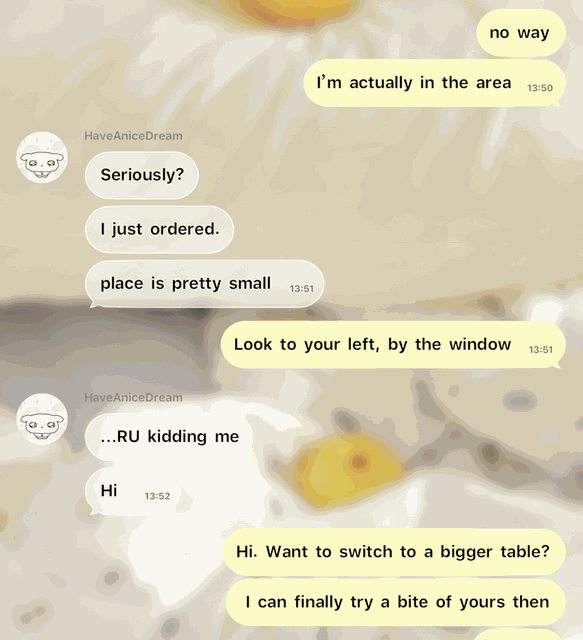 no way
I'm actually in the area
13:50
HaveAniceDream
Seriously?
I just ordered.
place is pretty small
13:51
Look to your left, by the window
13:51
HaveAniceDream
...RU kidding me
Hi
13:52
Hi. Want to switch to a bigger table?
I can finally try a bite of yours then